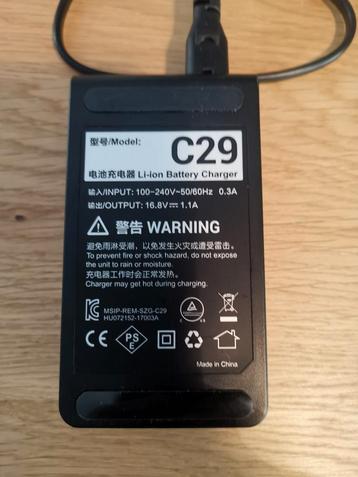 型号/Model: C29
电池充电器 Li-ion Battery Charger
输入/INPUT: 100-240V~50/60Hz 0.3A
输出/OUTPUT: 16.8V⎓1.1A
警告 WARNING
避免雨淋受潮，以免发生火灾或遭受雷击。
To prevent fire or shock hazard, do not expose
the unit to rain or moisture.
充电器工作时会正常发热。
Charger may get hot during charging.
MSIP-REM-SZG-C29
HU072152-17003A
CE
PS
E
Made in China